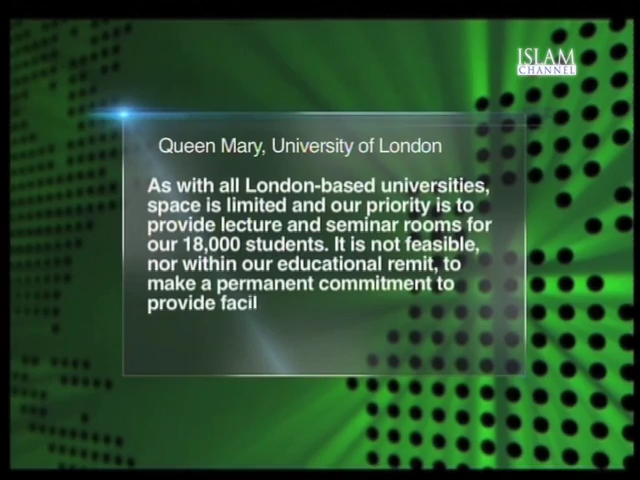 ISLAM
CHANNEL
Queen Mary, University of London
As with all London-based universities,
space is limited and our priority is to
provide lecture and seminar rooms for
our 18,000 students. It is not feasible,
nor within our educational remit, to
make a permanent commitment to
provide facil